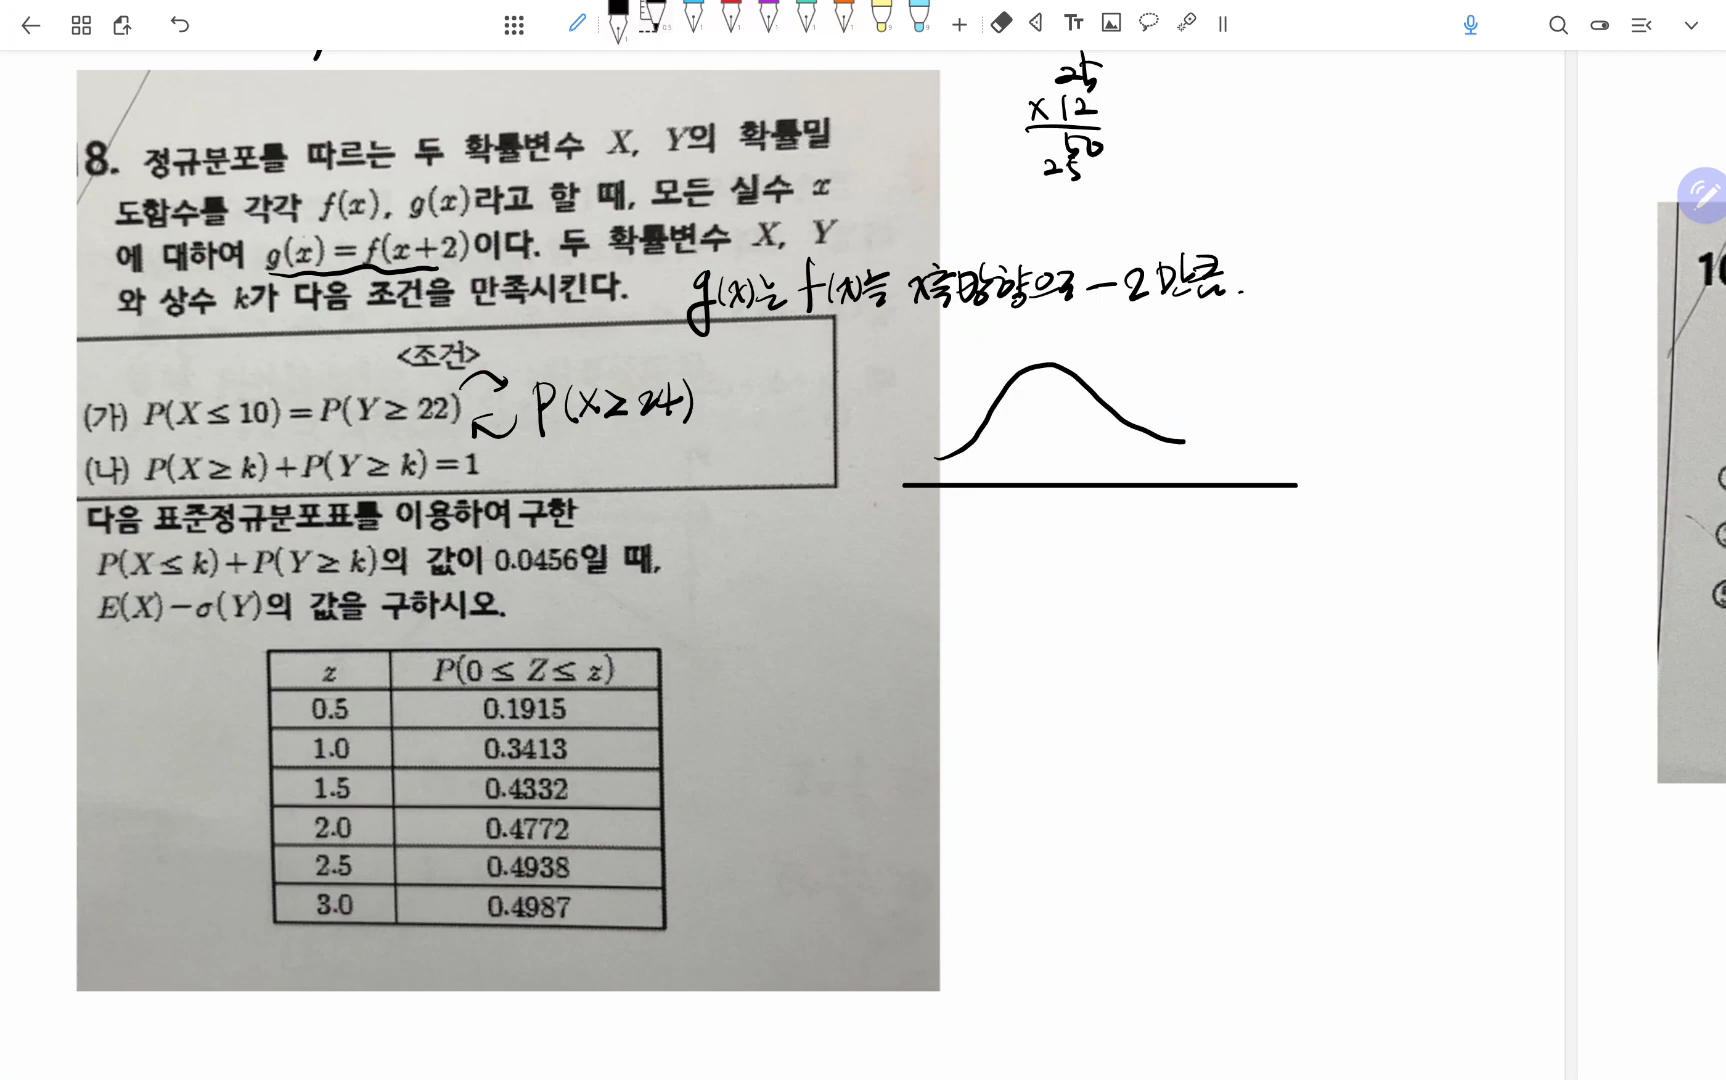 25
×12
50
25
18. 정규분포를 따르는 두 확률변수 X, Y의 확률밀
도함수를 각각 f(x), g(x)라고 할 때, 모든 실수 x
에 대하여 g(x)=f(x+2)이다. 두 확률변수 X, Y
와 상수 k가 다음 조건을 만족시킨다.
g(x)는 f(x)는 x축방향으로 -2만큼.
<조건>
(가) P(X≤10)=P(Y≥22) P(X≥24)
(나) P(X≥k)+P(Y≥k)=1
다음 표준정규분포표를 이용하여 구한
P(X≤k)+P(Y≥k)의 값이 0.0456일 때,
E(X)-σ(Y)의 값을 구하시오.
z P(0≤Z≤z)
0.5 0.1915
1.0 0.3413
1.5 0.4332
2.0 0.4772
2.5 0.4938
3.0 0.4987